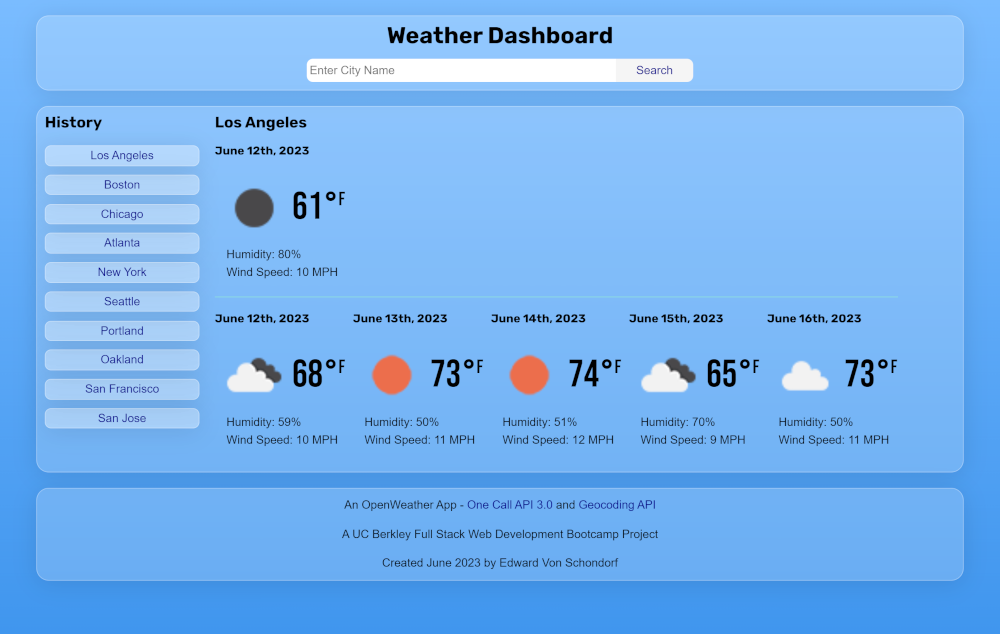 Weather Dashboard
Enter City Name
Search
History
Los Angeles
Boston
Chicago
Atlanta
New York
Seattle
Portland
Oakland
San Francisco
San Jose
Los Angeles
June 12th, 2023
61°F
Humidity: 80%
Wind Speed: 10 MPH
June 12th, 2023
68°F
Humidity: 59%
Wind Speed: 10 MPH
June 13th, 2023
73°F
Humidity: 50%
Wind Speed: 11 MPH
June 14th, 2023
74°F
Humidity: 51%
Wind Speed: 12 MPH
June 15th, 2023
65°F
Humidity: 70%
Wind Speed: 9 MPH
June 16th, 2023
73°F
Humidity: 50%
Wind Speed: 11 MPH
An OpenWeather App - One Call API 3.0 and Geocoding API
A UC Berkley Full Stack Web Development Bootcamp Project
Created June 2023 by Edward Von Schondorf